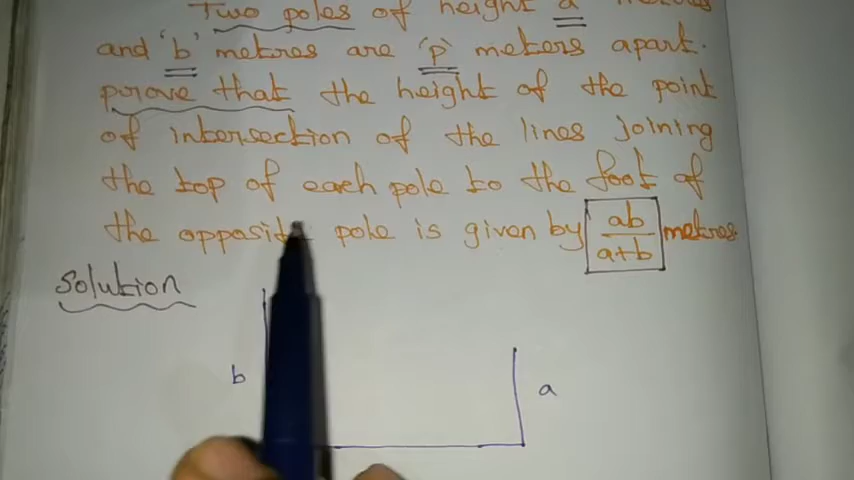 Two poles of height 'a' metres
and 'b' metres are 'p' meters apart.
prove that the height of the point
of intersection of the lines joining
the top of each pole to the foot of
the opposite pole is given by ab/a+b metres
Solution
b
a